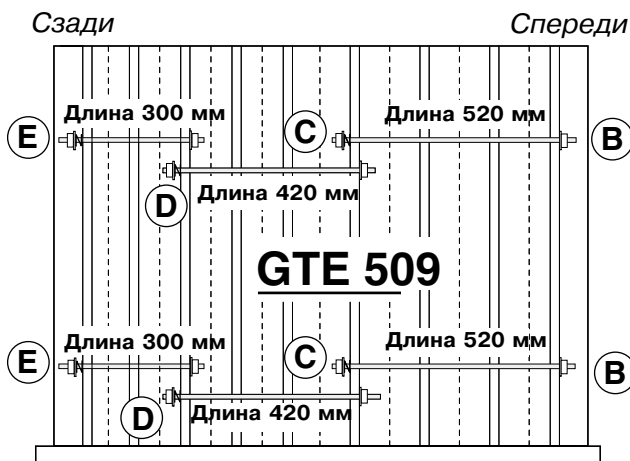 Сзади Спереди
Длина 300 мм Длина 520 мм
E C B
Длина 420 мм
D
GTE 509
Длина 300 мм Длина 520 мм
E C B
Длина 420 мм
D